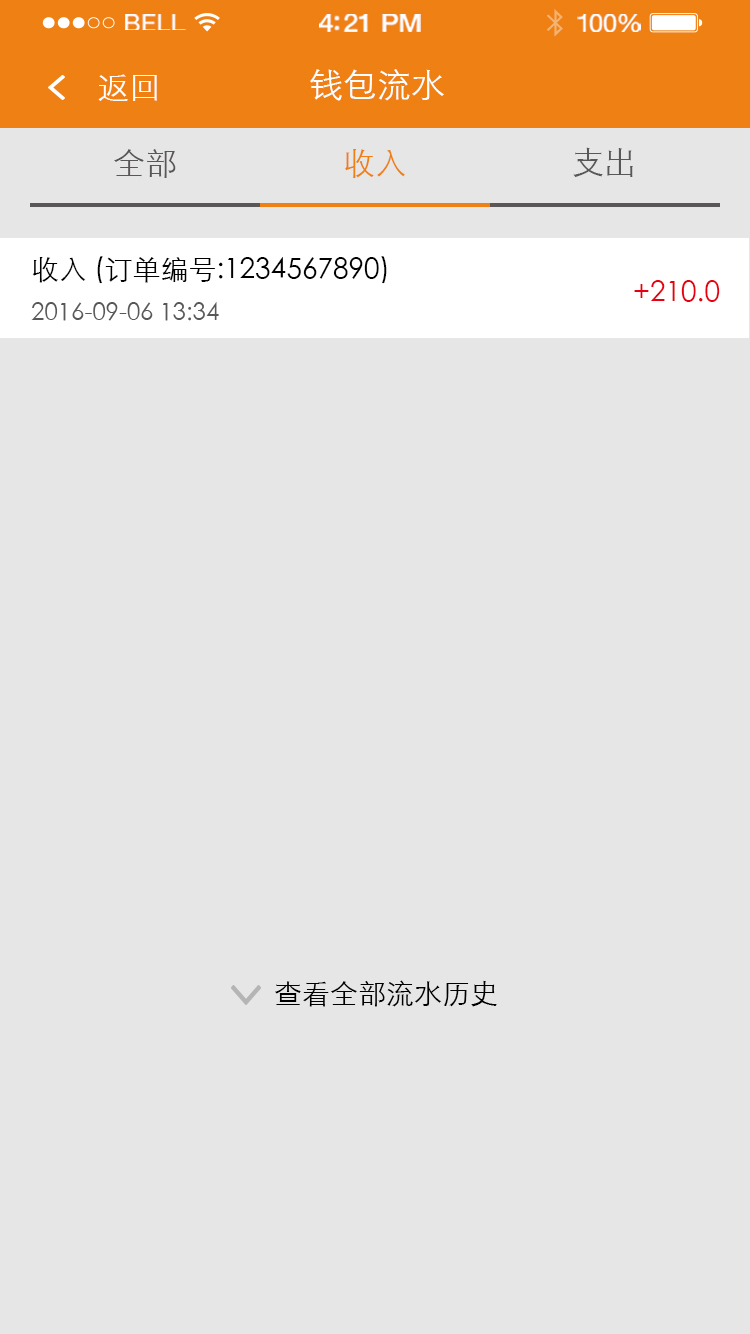 BELL 4:21 PM 100%
返回 钱包流水
全部 收入 支出
收入 (订单编号:1234567890)
+210.0
2016-09-06 13:34
查看全部流水历史